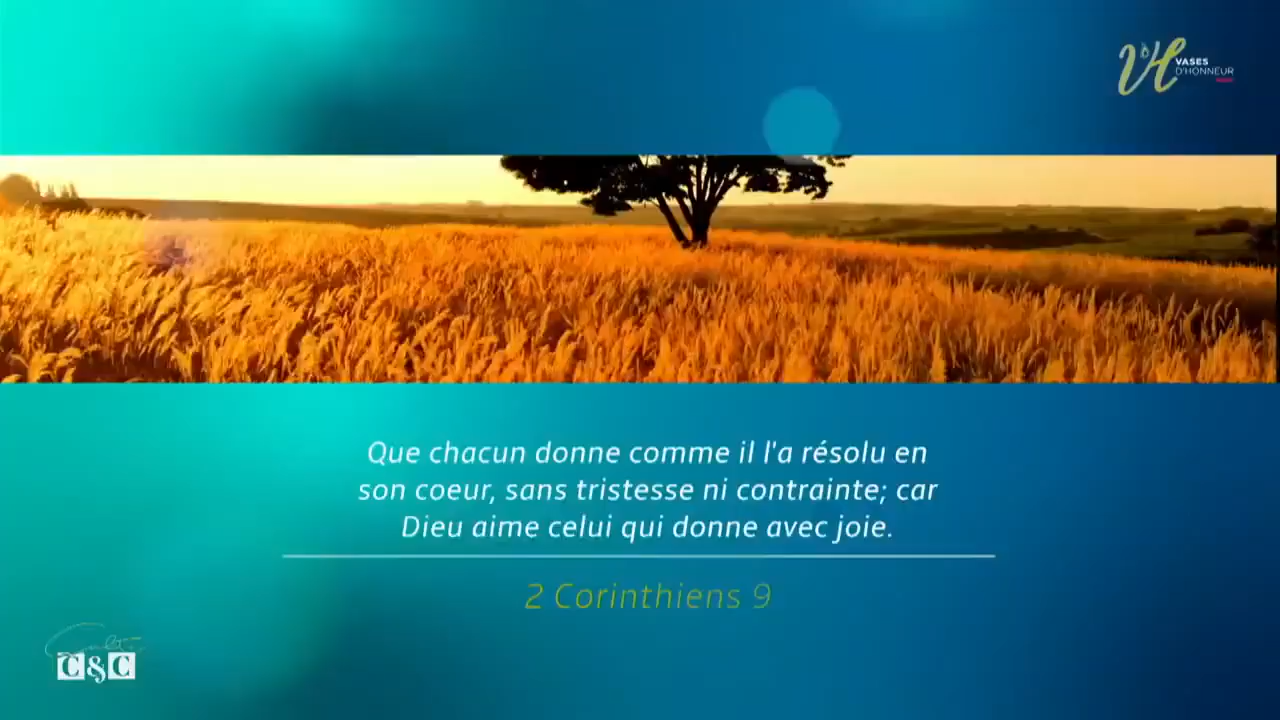 VASES
D'HONNEUR
Que chacun donne comme il l'a résolu en
son coeur, sans tristesse ni contrainte; car
Dieu aime celui qui donne avec joie.
2 Corinthiens 9
C&C